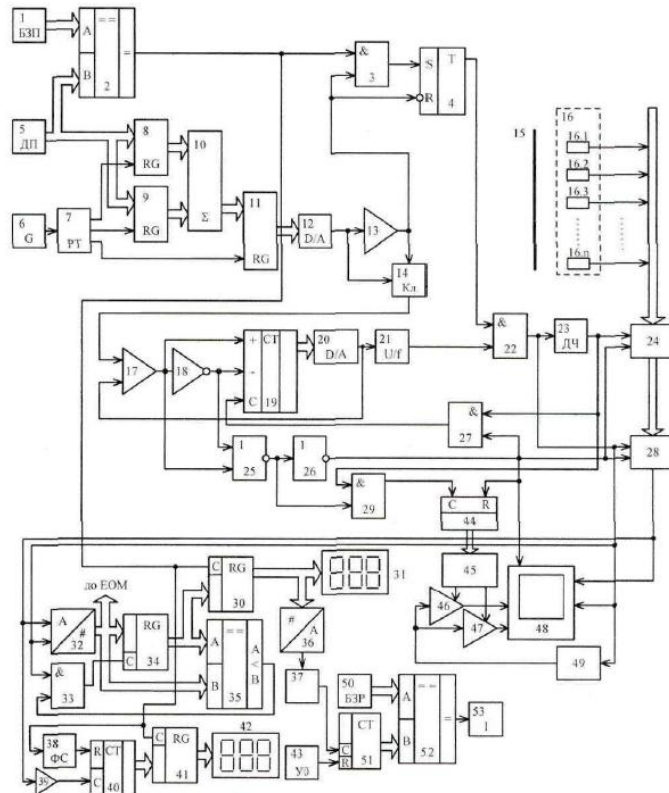 1
БЗП
A
==
=
B
2
&
3
S
T
R
4
5
ДП
8
RG
10
Σ
15
16
16.1
16.2
16.3
16.n
6
G
7
РТ
9
RG
11
RG
12
D/A
13
14
Кл.
17
18
+
CT
-
C
19
20
D/A
21
U/f
&
22
23
ДЧ
24
&
27
28
1
25
1
26
&
29
C
R
44
45
46
47
48
49
до ЕОМ
C
RG
30
31
A
#
32
RG
C
34
A
==
A
<
B
B
35
#
A
36
&
33
37
50
БЗР
A
==
=
B
52
53
1
38
ФС
R
CT
C
40
39
C
RG
41
42
43
У0
CT
C
R
51